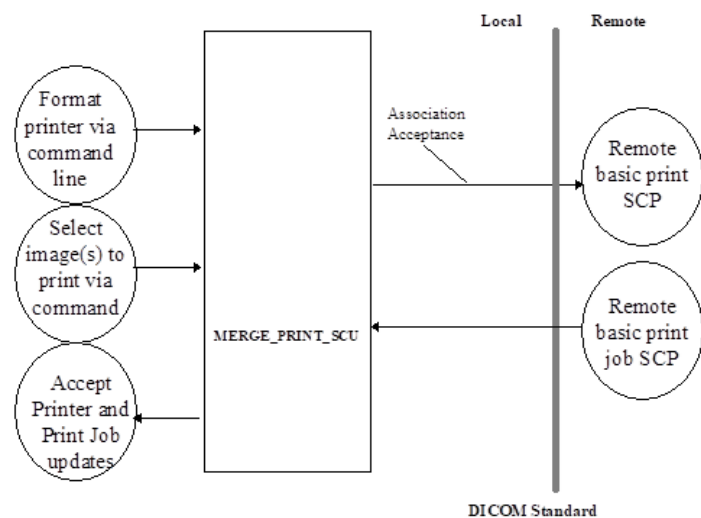 Local
Remote
Format
printer via
command
line
Association
Acceptance
Remote
basic print
SCP
Select
image(s) to
print via
command
MERGE_PRINT_SCU
Remote
basic print
job SCP
Accept
Printer and
Print Job
updates
DICOM Standard